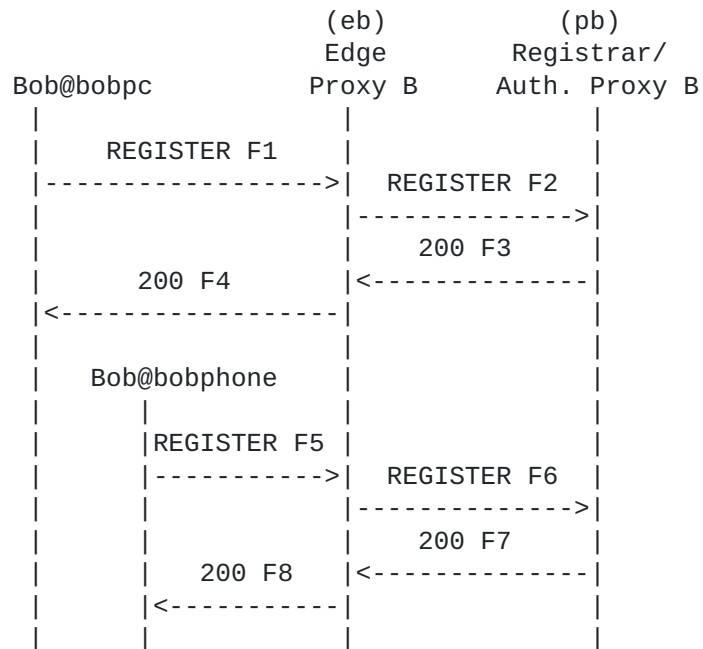 (eb) (pb)
Edge Registrar/
Bob@bobpc Proxy B Auth. Proxy B
REGISTER F1
REGISTER F2
200 F3
200 F4
Bob@bobphone
REGISTER F5
REGISTER F6
200 F7
200 F8